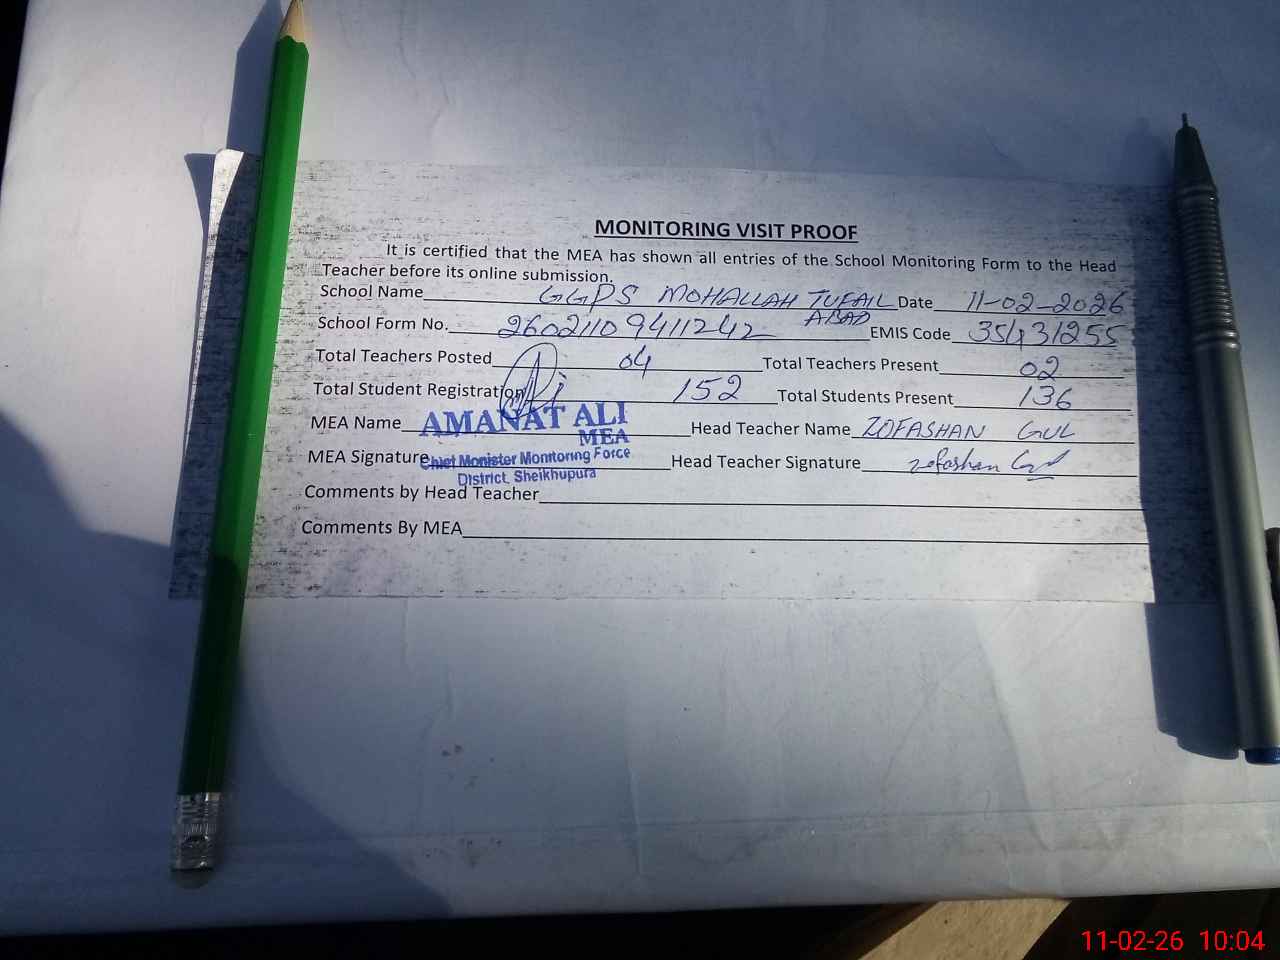 MONITORING VISIT PROOF
It is certified that the MEA has shown all entries of the School Monitoring Form to the Head
Teacher before its online submission.
School Name GGPS MOHALLAH TUFAIL ABAD Date 11-02-2026
School Form No. 2602110 9411242 EMIS Code 35431255
Total Teachers Posted 04 Total Teachers Present 02
Total Student Registration 152 Total Students Present 136
MEA Name AMANAT ALI Head Teacher Name ZOFASHAN GUL
MEA
MEA Signature Chief Monister Monitoring Force Head Teacher Signature zofashan Gul
District, Sheikhupura
Comments by Head Teacher
Comments By MEA
11-02-26 10:04